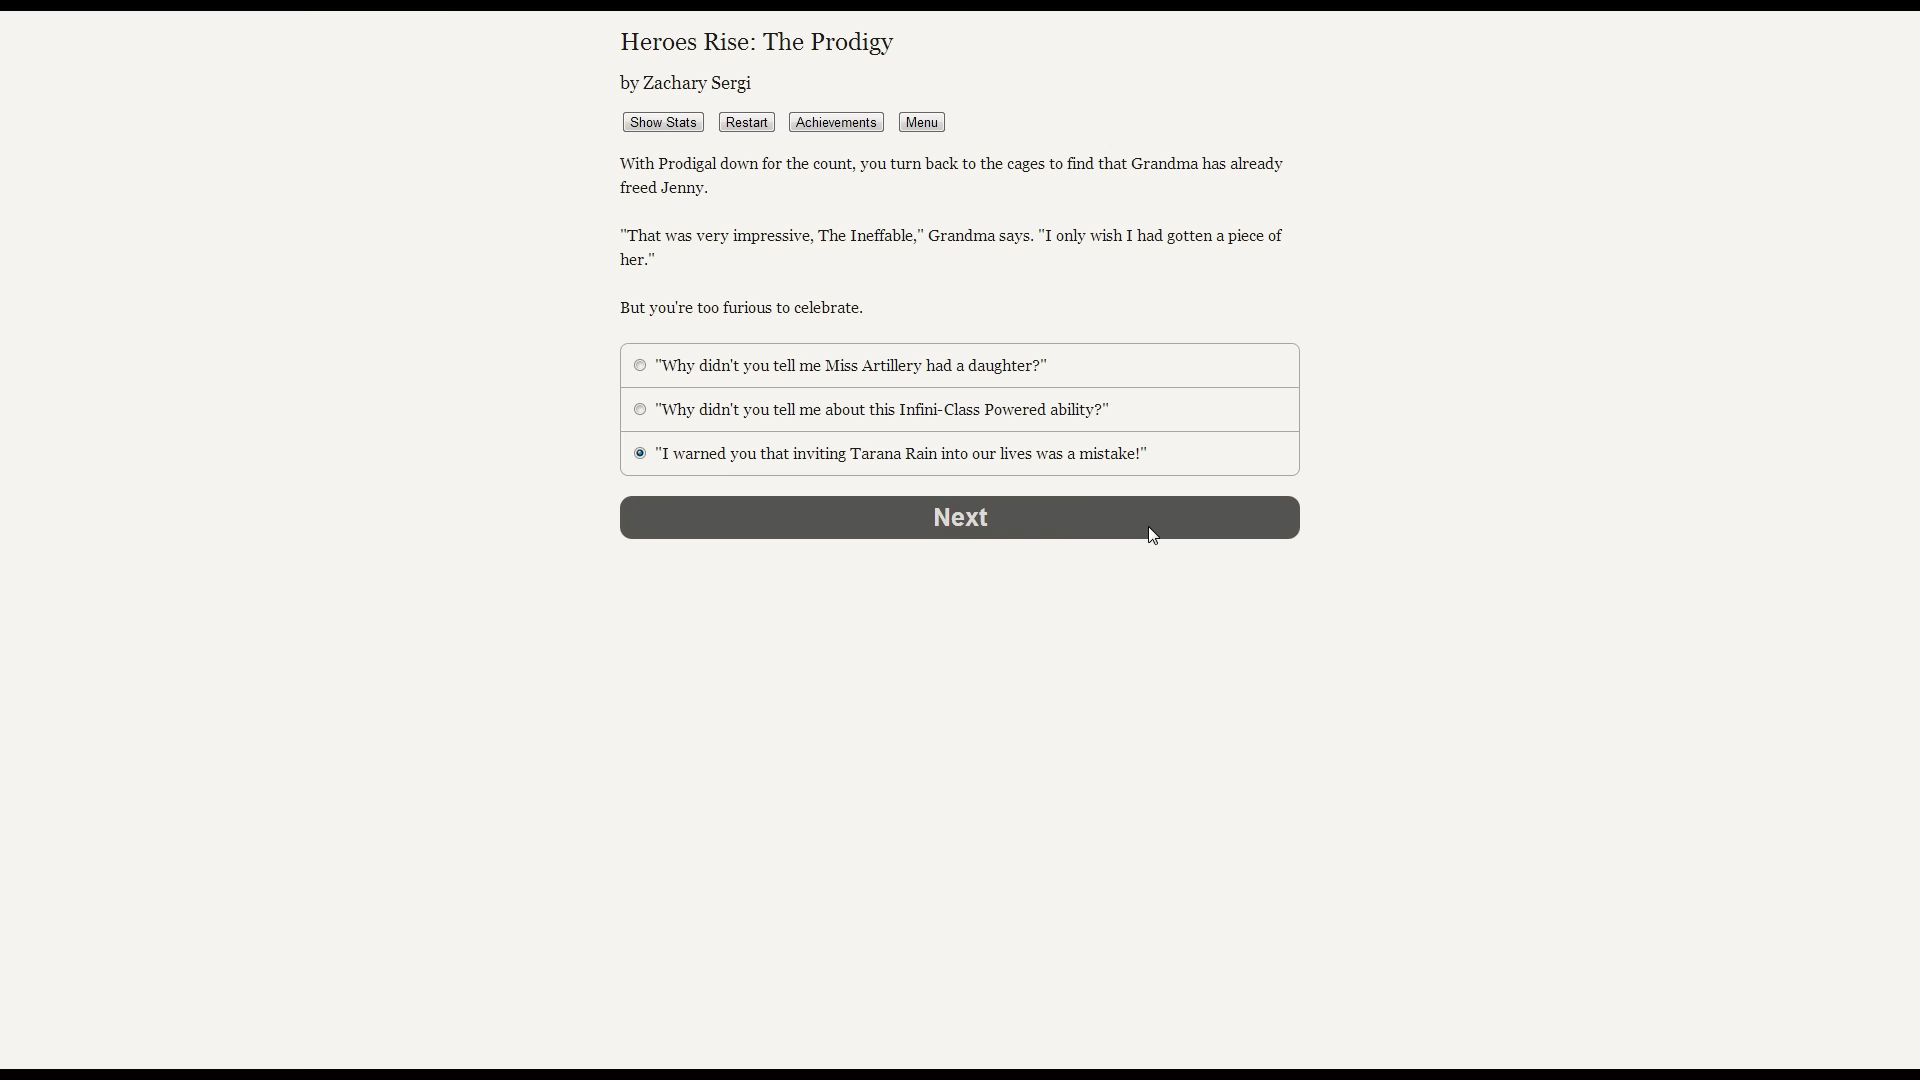 Heroes Rise: The Prodigy
by Zachary Sergi
Show Stats Restart Achievements Menu
With Prodigal down for the count, you turn back to the cages to find that Grandma has already
freed Jenny.
"That was very impressive, The Ineffable," Grandma says. "I only wish I had gotten a piece of
her."
But you're too furious to celebrate.
"Why didn't you tell me Miss Artillery had a daughter?"
"Why didn't you tell me about this Infini-Class Powered ability?"
"I warned you that inviting Tarana Rain into our lives was a mistake!"
Next